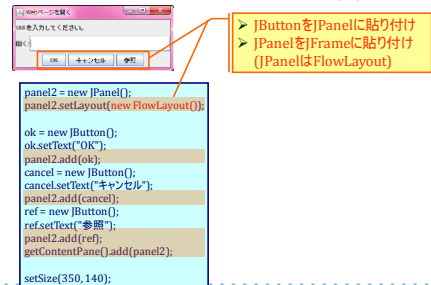 Webページを開く
を入力してください。
開く:
OK
キャンセル
参照
➢ JButtonをJPanelに貼り付け
➢ JPanelをJFrameに貼り付け
(JPanelはFlowLayout)
panel2 = new JPanel();
panel2.setLayout(new FlowLayout());
ok = new JButton();
ok.setText("OK");
panel2.add(ok);
cancel = new JButton();
cancel.setText("キャンセル");
panel2.add(cancel);
ref = new JButton();
ref.setText("参照");
panel2.add(ref);
getContentPane().add(panel2);
setSize(350, 140);